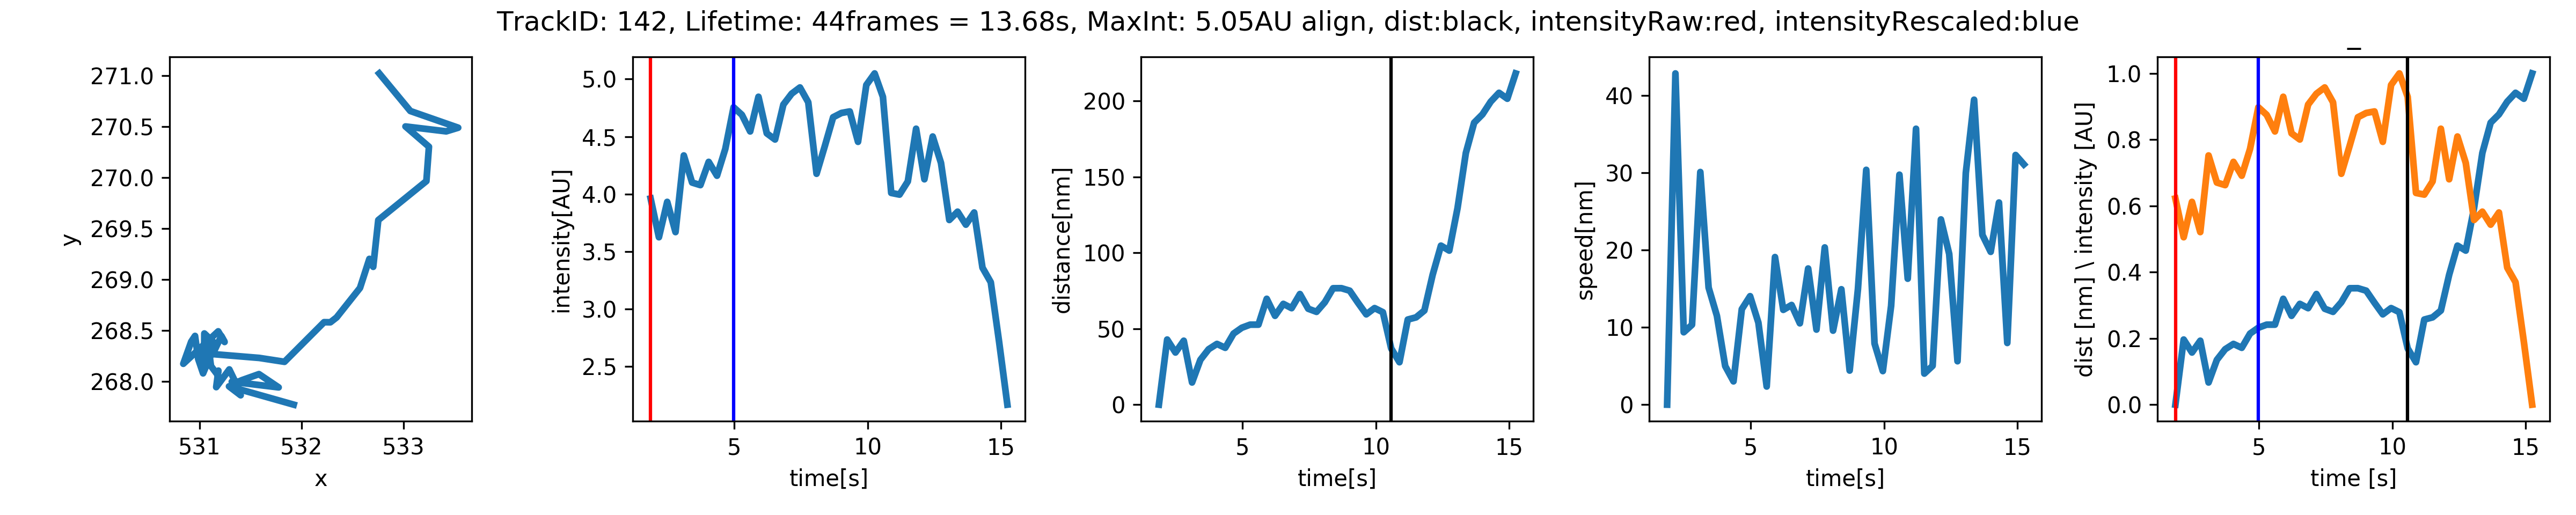 TrackID: 142, Lifetime: 44frames = 13.68s, MaxInt: 5.05AU align, dist:black, intensityRaw:red, intensityRescaled:blue
271.0
270.5
270.0
269.5
269.0
268.5
268.0
y
531 532 533
x
5.0
4.5
4.0
3.5
3.0
2.5
intensity[AU]
5 10 15
time[s]
200
150
100
50
0
distance[nm]
5 10 15
time[s]
40
30
20
10
0
speed[nm]
5 10 15
time[s]
_
1.0
0.8
0.6
0.4
0.2
0.0
dist [nm] \ intensity [AU]
5 10 15
time [s]